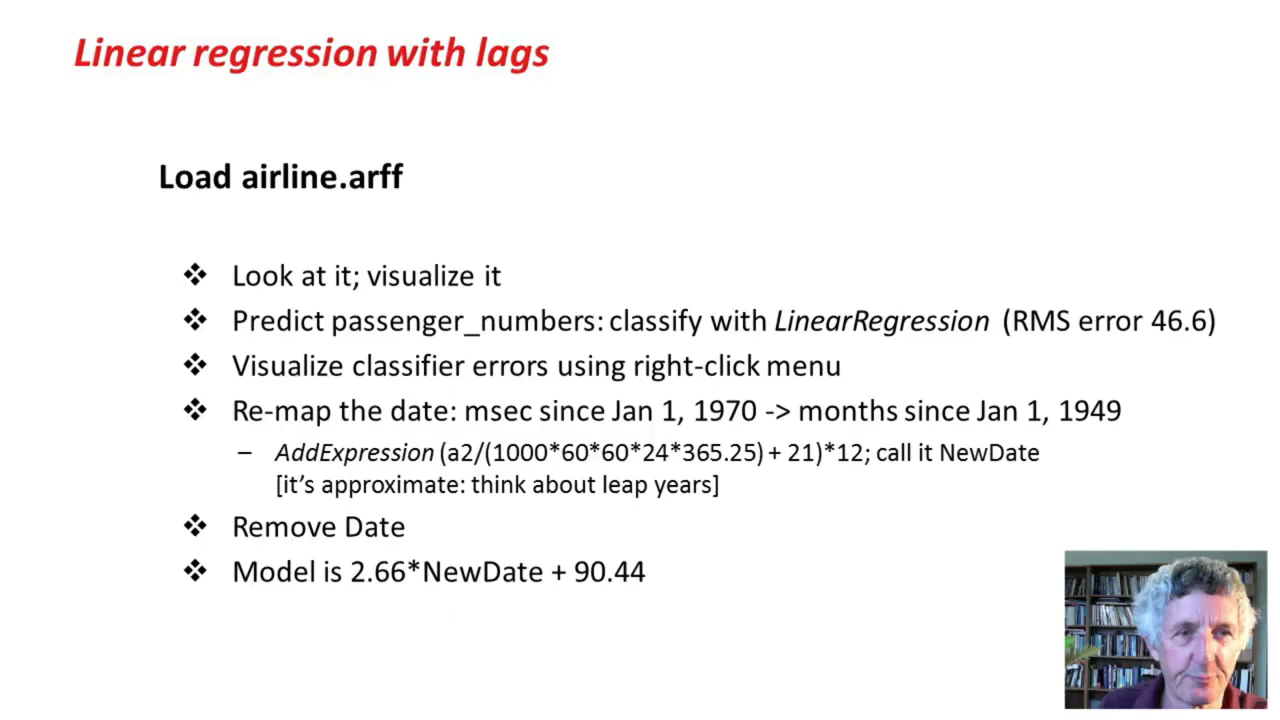 Linear regression with lags
Load airline.arff
❖ Look at it; visualize it
❖ Predict passenger_numbers: classify with LinearRegression (RMS error 46.6)
❖ Visualize classifier errors using right-click menu
❖ Re-map the date: msec since Jan 1, 1970 -> months since Jan 1, 1949
– AddExpression (a2/(1000*60*60*24*365.25) + 21)*12; call it NewDate
[it’s approximate: think about leap years]
❖ Remove Date
❖ Model is 2.66*NewDate + 90.44